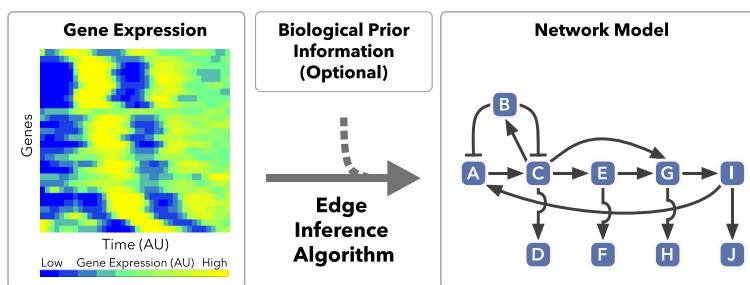 Gene Expression
Genes
Time (AU)
Low Gene Expression (AU) High
Biological Prior
Information
(Optional)
Edge
Inference
Algorithm
Network Model
B
A C E G I
D F H J